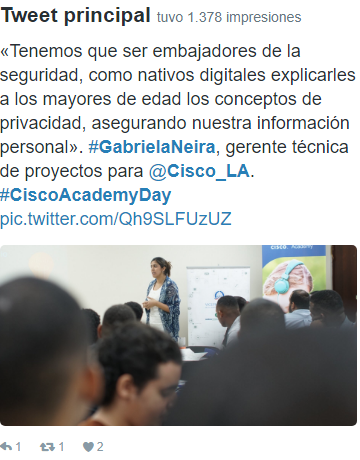 Tweet principal tuvo 1.378 impresiones
«Tenemos que ser embajadores de la
seguridad, como nativos digitales explicarles
a los mayores de edad los conceptos de
privacidad, asegurando nuestra información
personal». #GabrielaNeira, gerente técnica
de proyectos para @Cisco_LA.
#CiscoAcademyDay
pic.twitter.com/Qh9SLFUzUZ
cisco. Academy
1 1 2